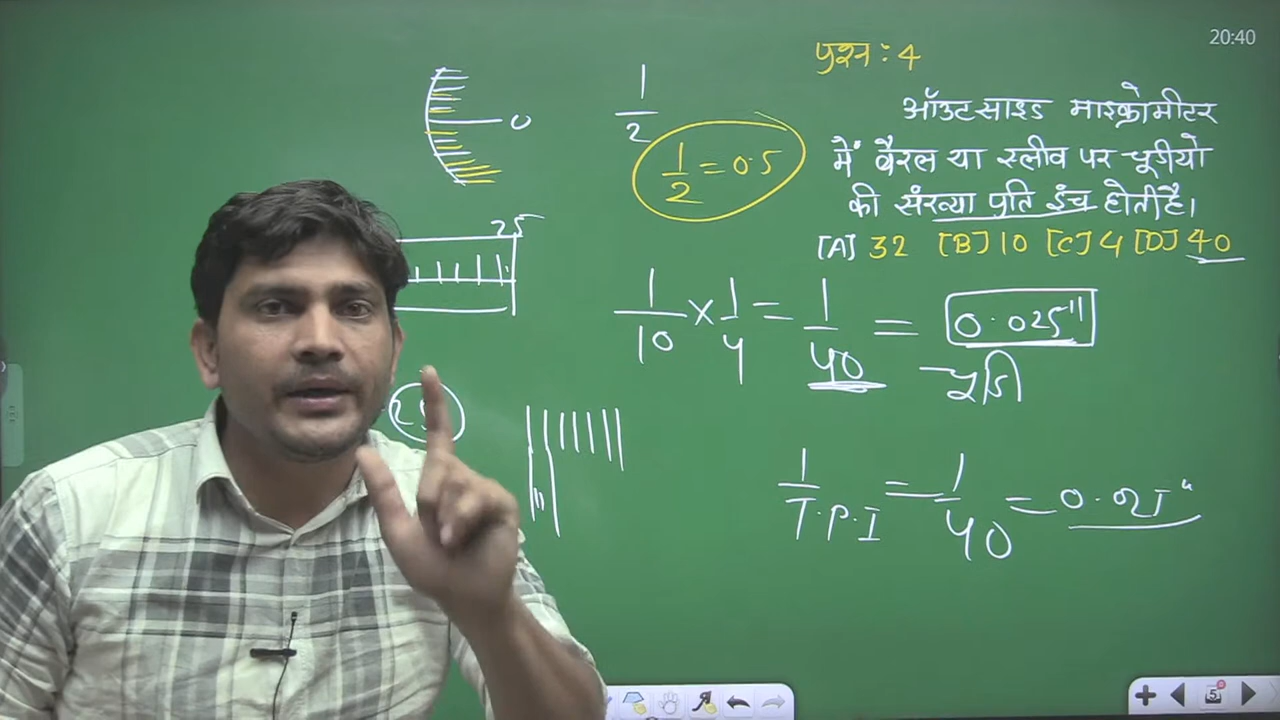 20:40
प्रश्न : 4
ऑउटसाइड माइक्रोमीटर
में बैरल या स्लीव पर चूडीयो
की संख्या प्रति इंच होती है।
[A] 32 [B] 10 [C] 4 [D] 40
0
1/2
1/2 = 0.5
25
1/10 × 1/4 = 1/40 = 0.025"
चूडि
1/T.P.I = 1/40 = 0.025"
5